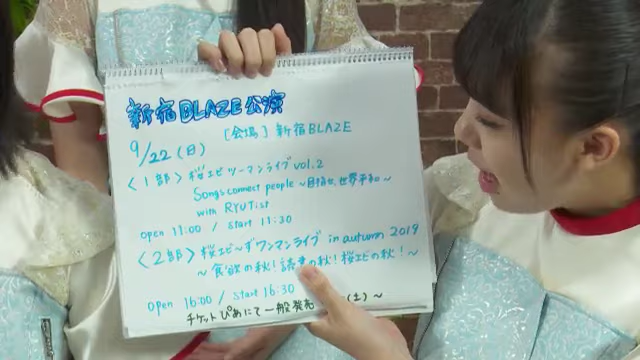 新宿BLAZE公演
[会場] 新宿BLAZE
9/22(日)
<1部> 桜エビツーマンライブvol.2
Songs connect people ~目指せ、世界平和~
with RYUTist
open 11:00 / start 11:30
<2部> 桜エビ~ずワンマンライブ in autumn 2019
~食欲の秋!読書の秋!桜エビの秋!~
open 16:00 / start 16:30
チケットぴあにて一般発売 (土)~